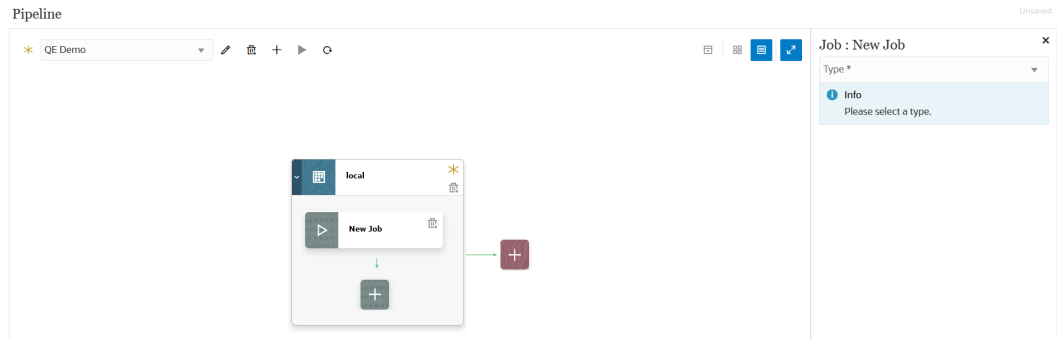 Pipeline
Unsaved.
QE Demo
Job : New Job
Type *
Info
Please select a type.
local
New Job